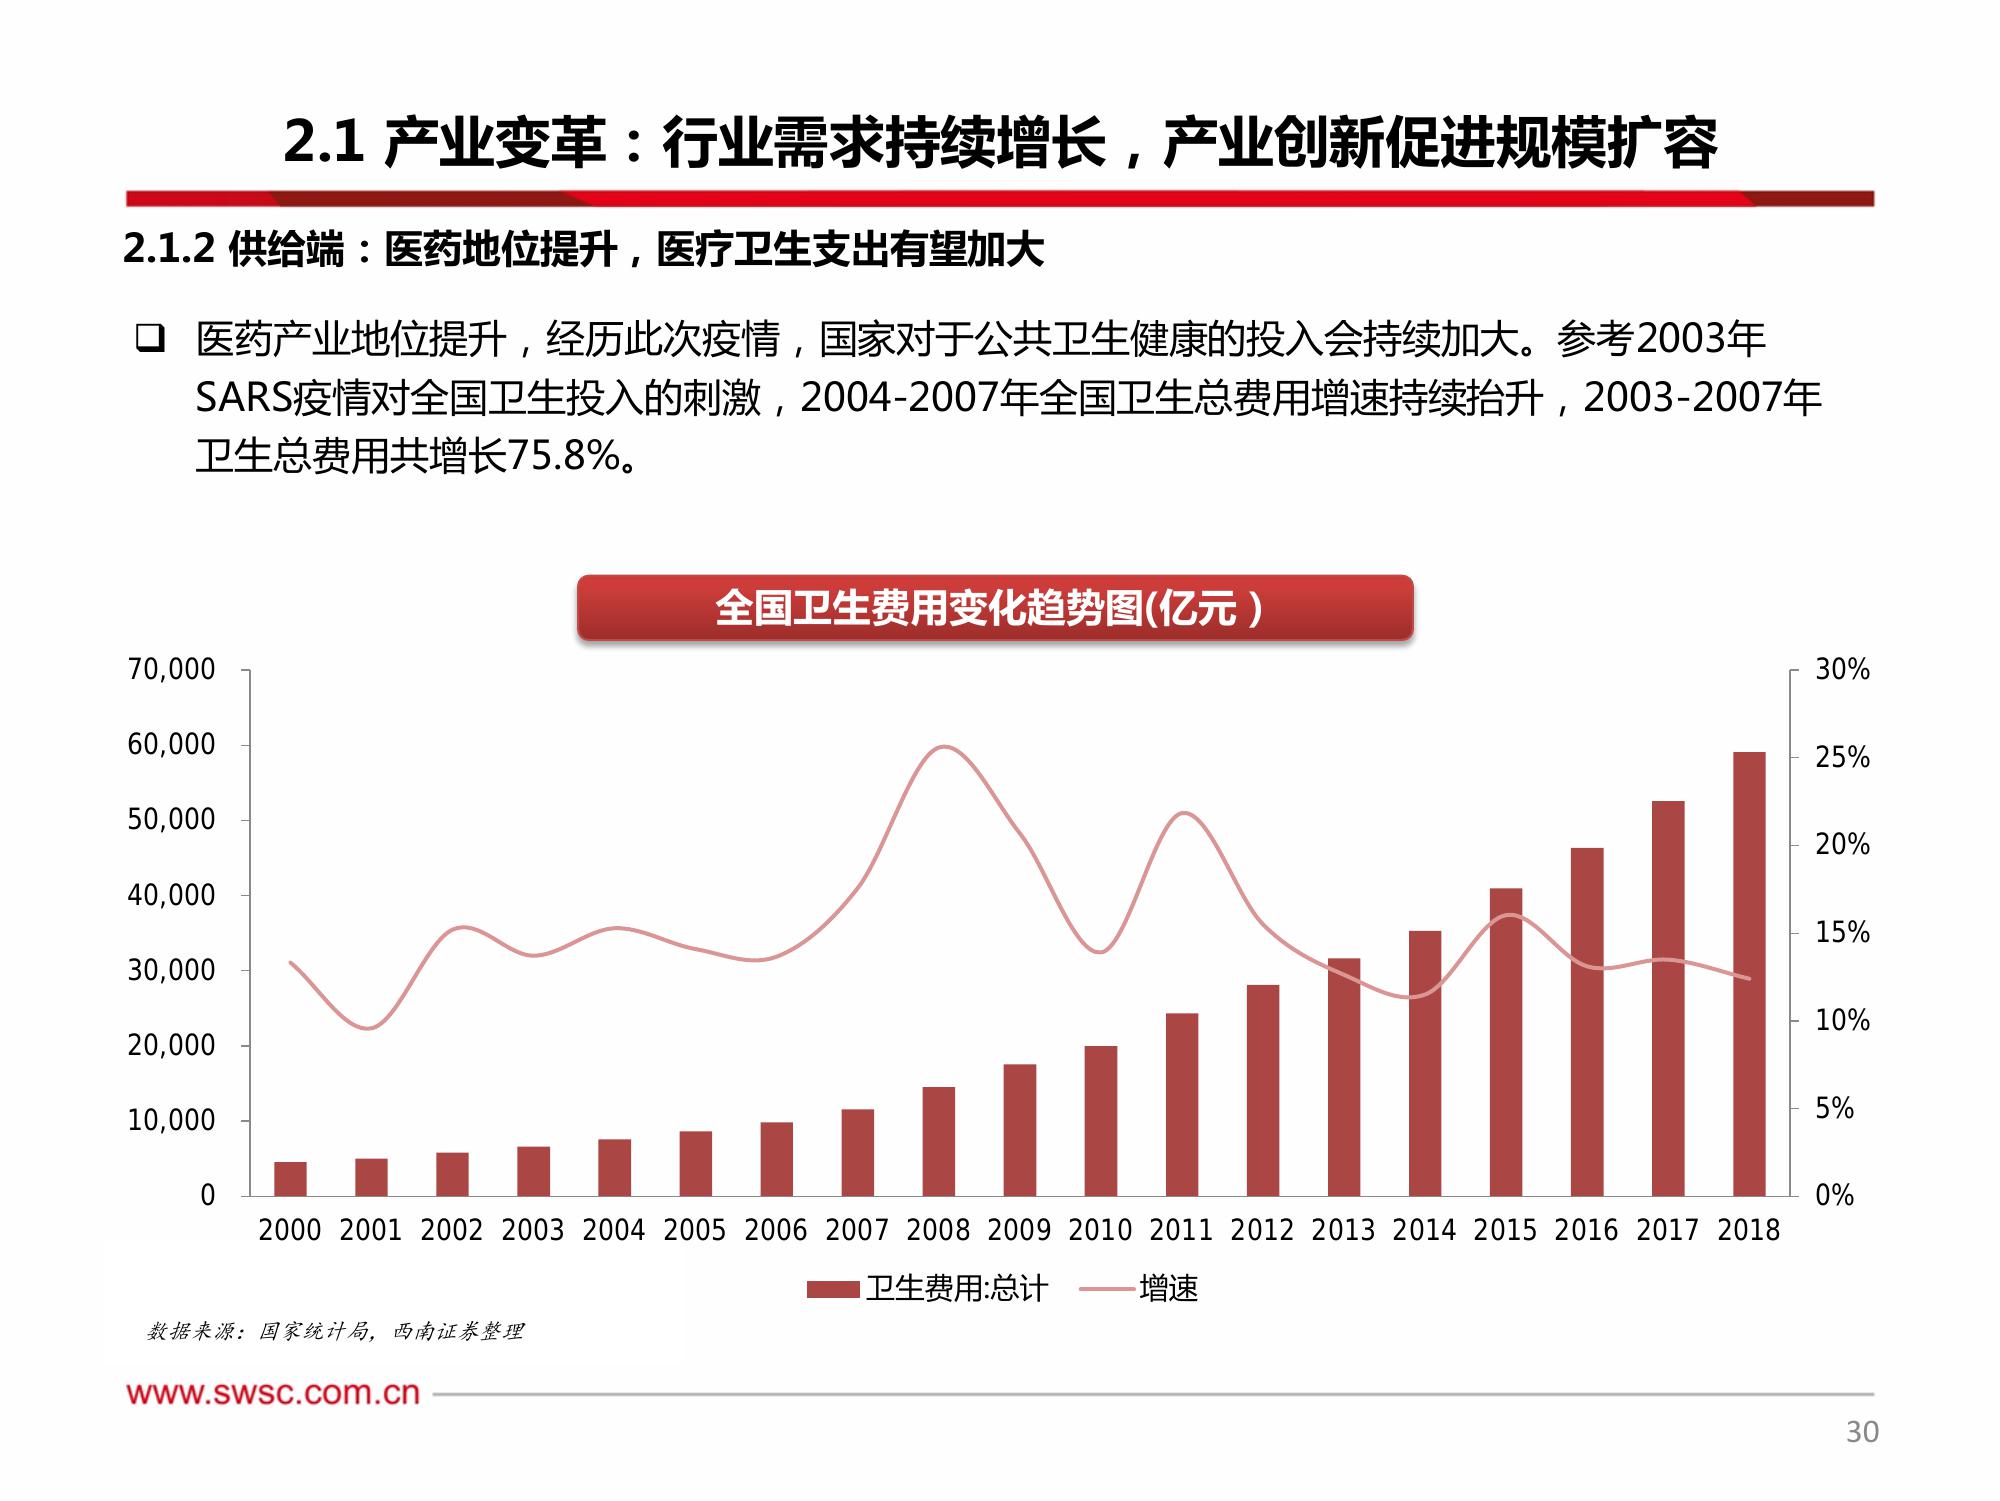 2.1 产业变革：行业需求持续增长，产业创新促进规模扩容
2.1.2 供给端：医药地位提升，医疗卫生支出有望加大
❑ 医药产业地位提升，经历此次疫情，国家对于公共卫生健康的投入会持续加大。参考2003年
SARS疫情对全国卫生投入的刺激，2004-2007年全国卫生总费用增速持续抬升，2003-2007年
卫生总费用共增长75.8%。
全国卫生费用变化趋势图(亿元）
70,000
60,000
50,000
40,000
30,000
20,000
10,000
0
30%
25%
20%
15%
10%
5%
0%
2000 2001 2002 2003 2004 2005 2006 2007 2008 2009 2010 2011 2012 2013 2014 2015 2016 2017 2018
卫生费用:总计 增速
数据来源：国家统计局，西南证券整理
www.swsc.com.cn
30